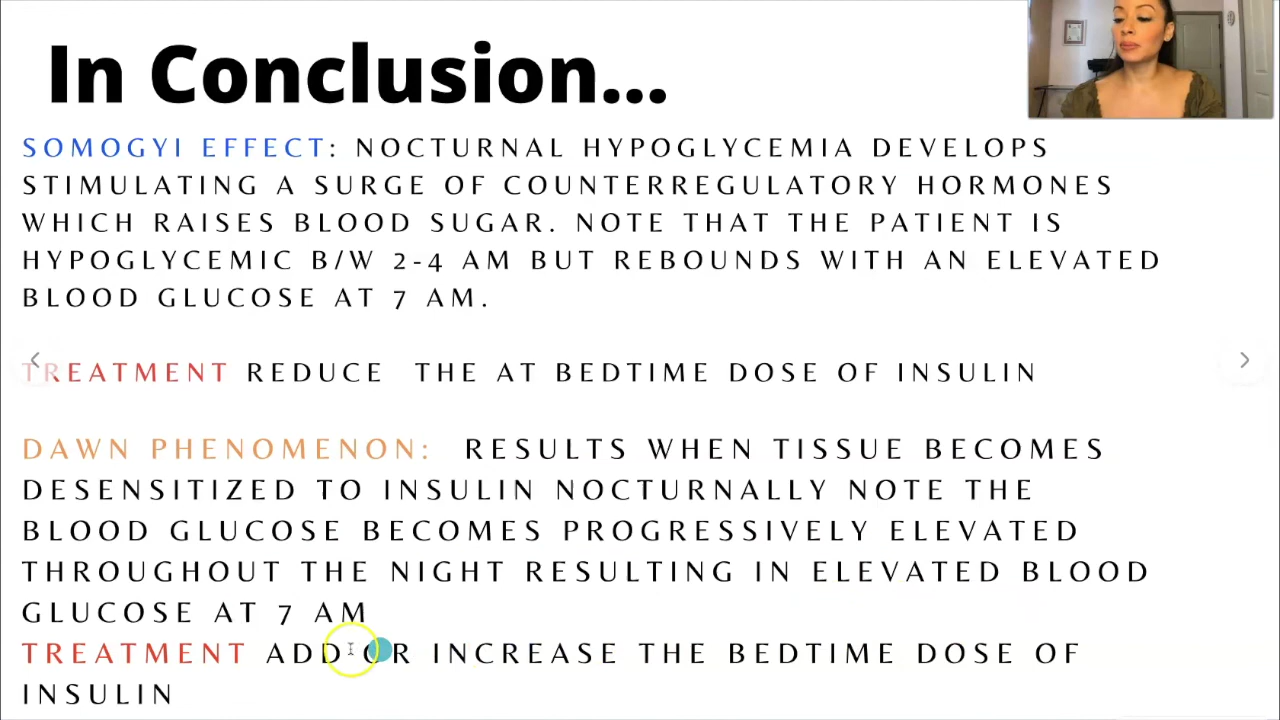 In Conclusion...
SOMOGYI EFFECT: NOCTURNAL HYPOGLYCEMIA DEVELOPS
STIMULATING A SURGE OF COUNTERREGULATORY HORMONES
WHICH RAISES BLOOD SUGAR. NOTE THAT THE PATIENT IS
HYPOGLYCEMIC B/W 2-4 AM BUT REBOUNDS WITH AN ELEVATED
BLOOD GLUCOSE AT 7 AM.
TREATMENT REDUCE THE AT BEDTIME DOSE OF INSULIN
DAWN PHENOMENON: RESULTS WHEN TISSUE BECOMES
DESENSITIZED TO INSULIN NOCTURNALLY NOTE THE
BLOOD GLUCOSE BECOMES PROGRESSIVELY ELEVATED
THROUGHOUT THE NIGHT RESULTING IN ELEVATED BLOOD
GLUCOSE AT 7 AM
TREATMENT ADD OR INCREASE THE BEDTIME DOSE OF
INSULIN